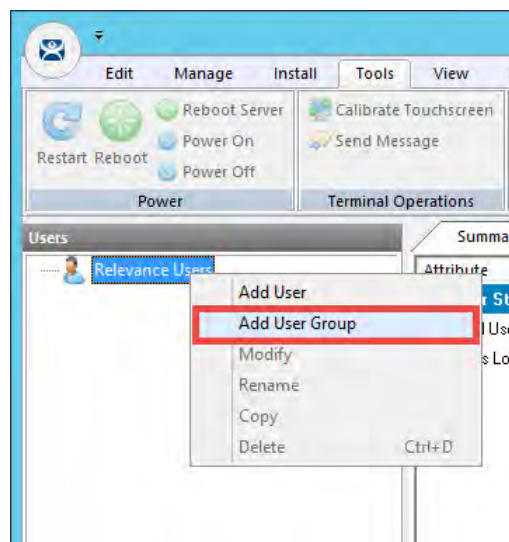 Edit Manage Install Tools View
Reboot Server
Power On
Power Off
Restart Reboot
Power
Calibrate Touchscreen
Send Message
Terminal Operations
Users
Relevance Users
Add User
Add User Group
Modify
Rename
Copy
Delete Ctrl+D
Attribute